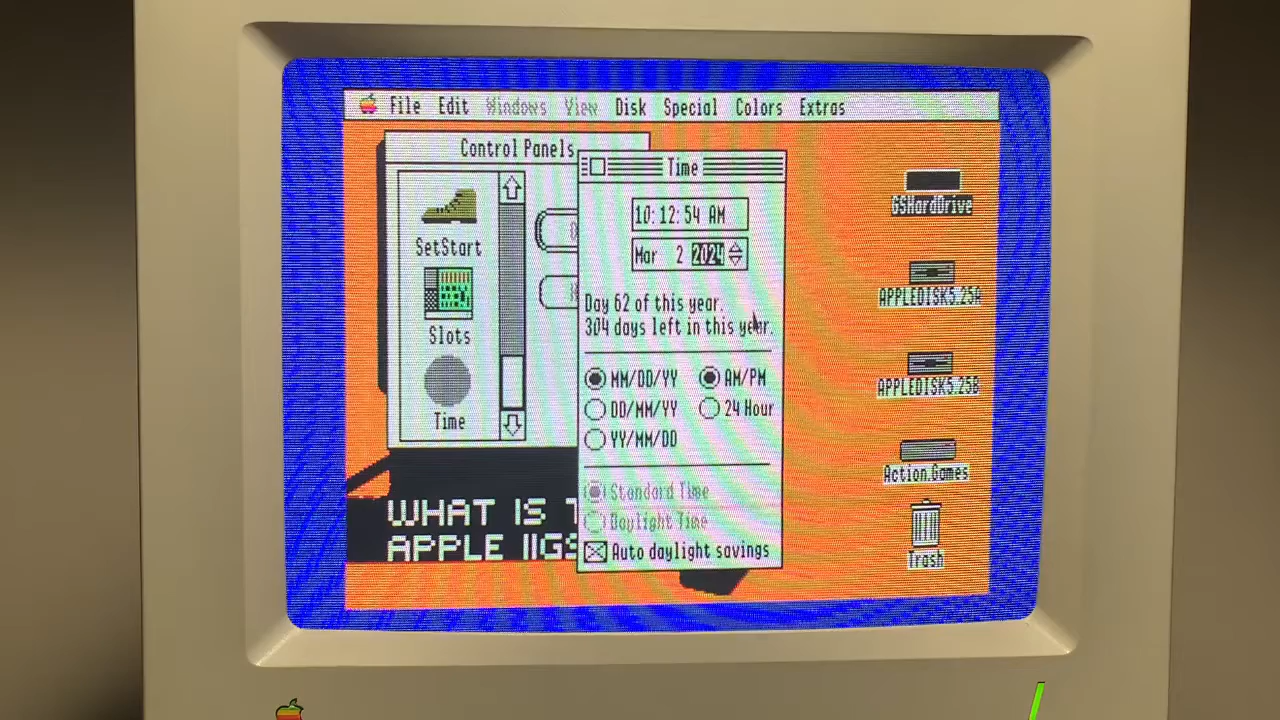 File Edit Windows View Disk Special Colors Extras
Control Panels
SetStart
Slots
Time
Time
10:12:54 AM
Mar 2 2024
Day 62 of this year
304 days left in this year.
MM/DD/YY
AM/PM
DD/MM/YY
24 Hour
YY/MM/DD
Standard Time
Daylight Time
Auto daylight savings
GSHardDrive
APPLEDISK5.25A
APPLEDISK5.25B
Action.Games
Trash
WHAT IS
APPLE IIGS